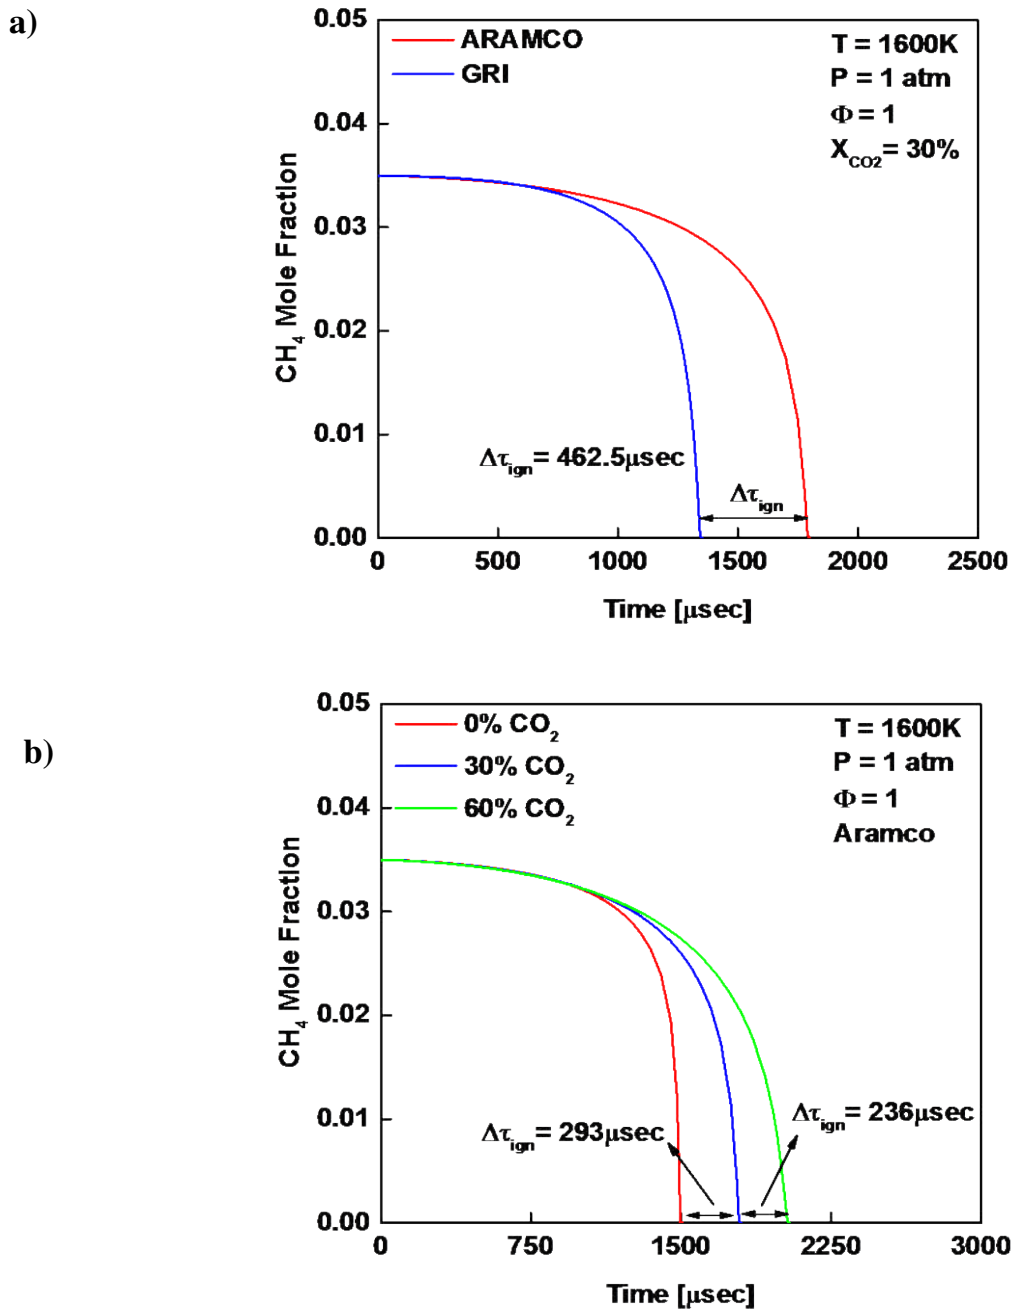 a)
0.05
ARAMCO
GRI
T = 1600K
P = 1 atm
Φ = 1
X_CO2 = 30%
0.04
0.03
0.02
0.01
0.00
CH4 Mole Fraction
Δτign = 462.5μsec
Δτign
0 500 1000 1500 2000 2500
Time [μsec]
b)
0.05
0% CO2
30% CO2
60% CO2
T = 1600K
P = 1 atm
Φ = 1
Aramco
0.04
0.03
0.02
0.01
0.00
CH4 Mole Fraction
Δτign = 293μsec
Δτign = 236μsec
0 750 1500 2250 3000
Time [μsec]